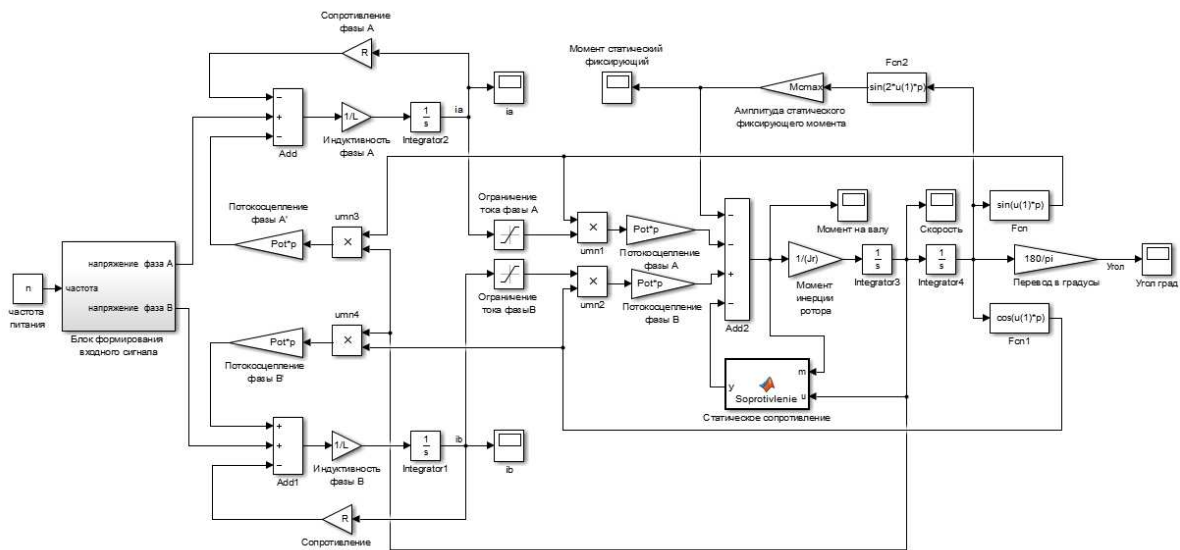 Сопротивление
фазы А
R
Момент статический
фиксирующий
Fcn2
sin(2*u(1)*p)
Mcmax
Амплитуда статического
фиксирующего момента
−
+
+
Add
1/L
Индуктивность
фазы А
1
s
Integrator2
ia
ia
Потокосцепление
фазы А'
Pot*p
umn3
×
Ограничение
тока фазы А
×
umn1
Pot*p
Потокосцепление
фазы А
−
−
+
−
Add2
Момент на валу
Скорость
sin(u(1)*p)
Fcn
n
частота
питания
частота
напряжение фаза А
напряжение фаза В
Блок формирования
входного сигнала
Ограничение
тока фазыВ
×
umn2
Pot*p
Потокосцепление
фазы В
1/(Jr)
Момент
инерции
ротора
1
s
Integrator3
1
s
Integrator4
180/pi
Перевод в градусы
Угол
Угол град
umn4
×
Pot*p
Потокосцепление
фазы В'
cos(u(1)*p)
Fcn1
m
u
y
Soprotivlenie
Статическое сопротивление
+
+
−
Add1
1/L
Индуктивность
фазы В
1
s
Integrator1
ib
ib
R
Сопротивление